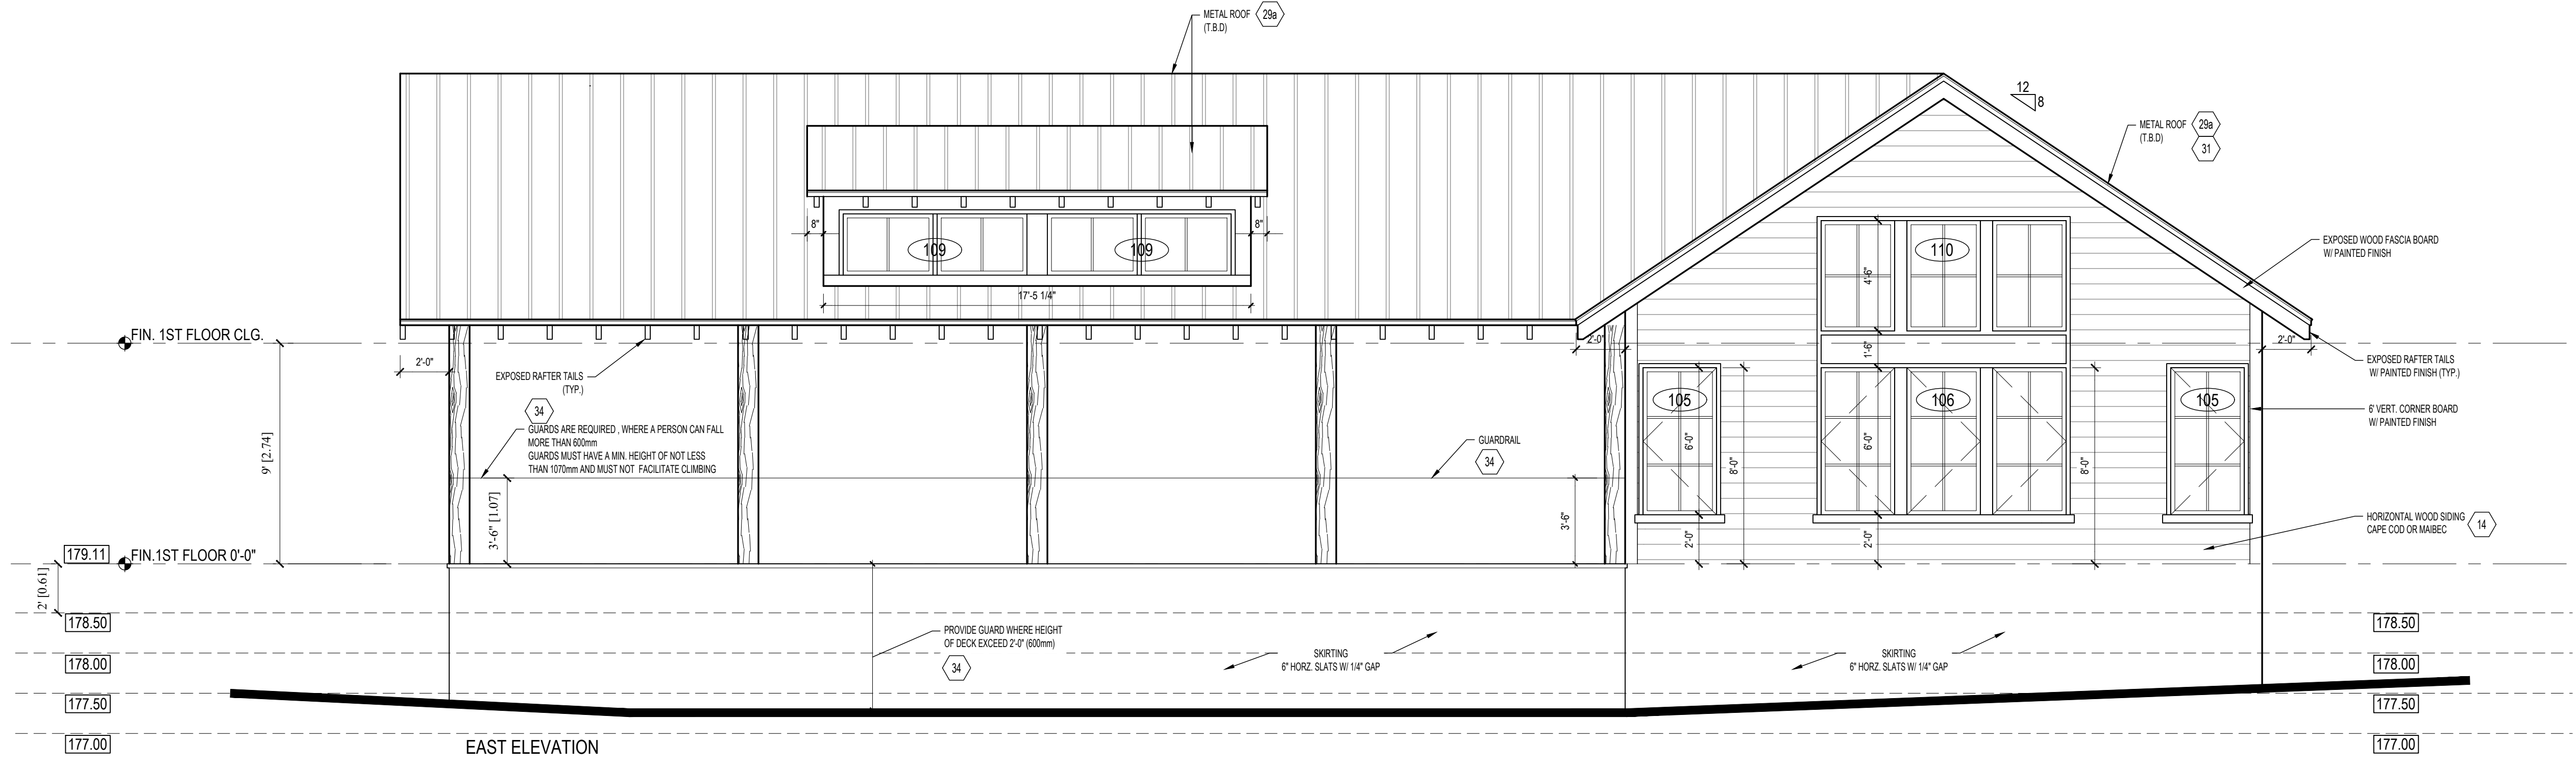 METAL ROOF 29a
(T.B.D)
12
8
METAL ROOF 29a
(T.B.D)
31
8"
109
109
8"
17'-5 1/4"
110
4'-6"
EXPOSED WOOD FASCIA BOARD
W/ PAINTED FINISH
FIN. 1ST FLOOR CLG.
2'-0"
EXPOSED RAFTER TAILS
(TYP.)
2'-0"
1'-6"
2'-0"
EXPOSED RAFTER TAILS
W/ PAINTED FINISH (TYP.)
34
GUARDS ARE REQUIRED , WHERE A PERSON CAN FALL
MORE THAN 600mm
GUARDS MUST HAVE A MIN. HEIGHT OF NOT LESS
THAN 1070mm AND MUST NOT FACILITATE CLIMBING
GUARDRAIL
34
105
106
105
6' VERT. CORNER BOARD
W/ PAINTED FINISH
9' [2.74]
6'-0"
8'-0"
6'-0"
8'-0"
3'-6" [1.07]
3'-6"
2'-0"
2'-0"
HORIZONTAL WOOD SIDING
CAPE COD OR MAIBEC
14
179.11
FIN.1ST FLOOR 0'-0"
2' [0.61]
178.50
178.50
PROVIDE GUARD WHERE HEIGHT
OF DECK EXCEED 2'-0" (600mm)
34
SKIRTING
6" HORZ. SLATS W/ 1/4" GAP
SKIRTING
6" HORZ. SLATS W/ 1/4" GAP
178.00
178.00
177.50
177.50
177.00
177.00
EAST ELEVATION